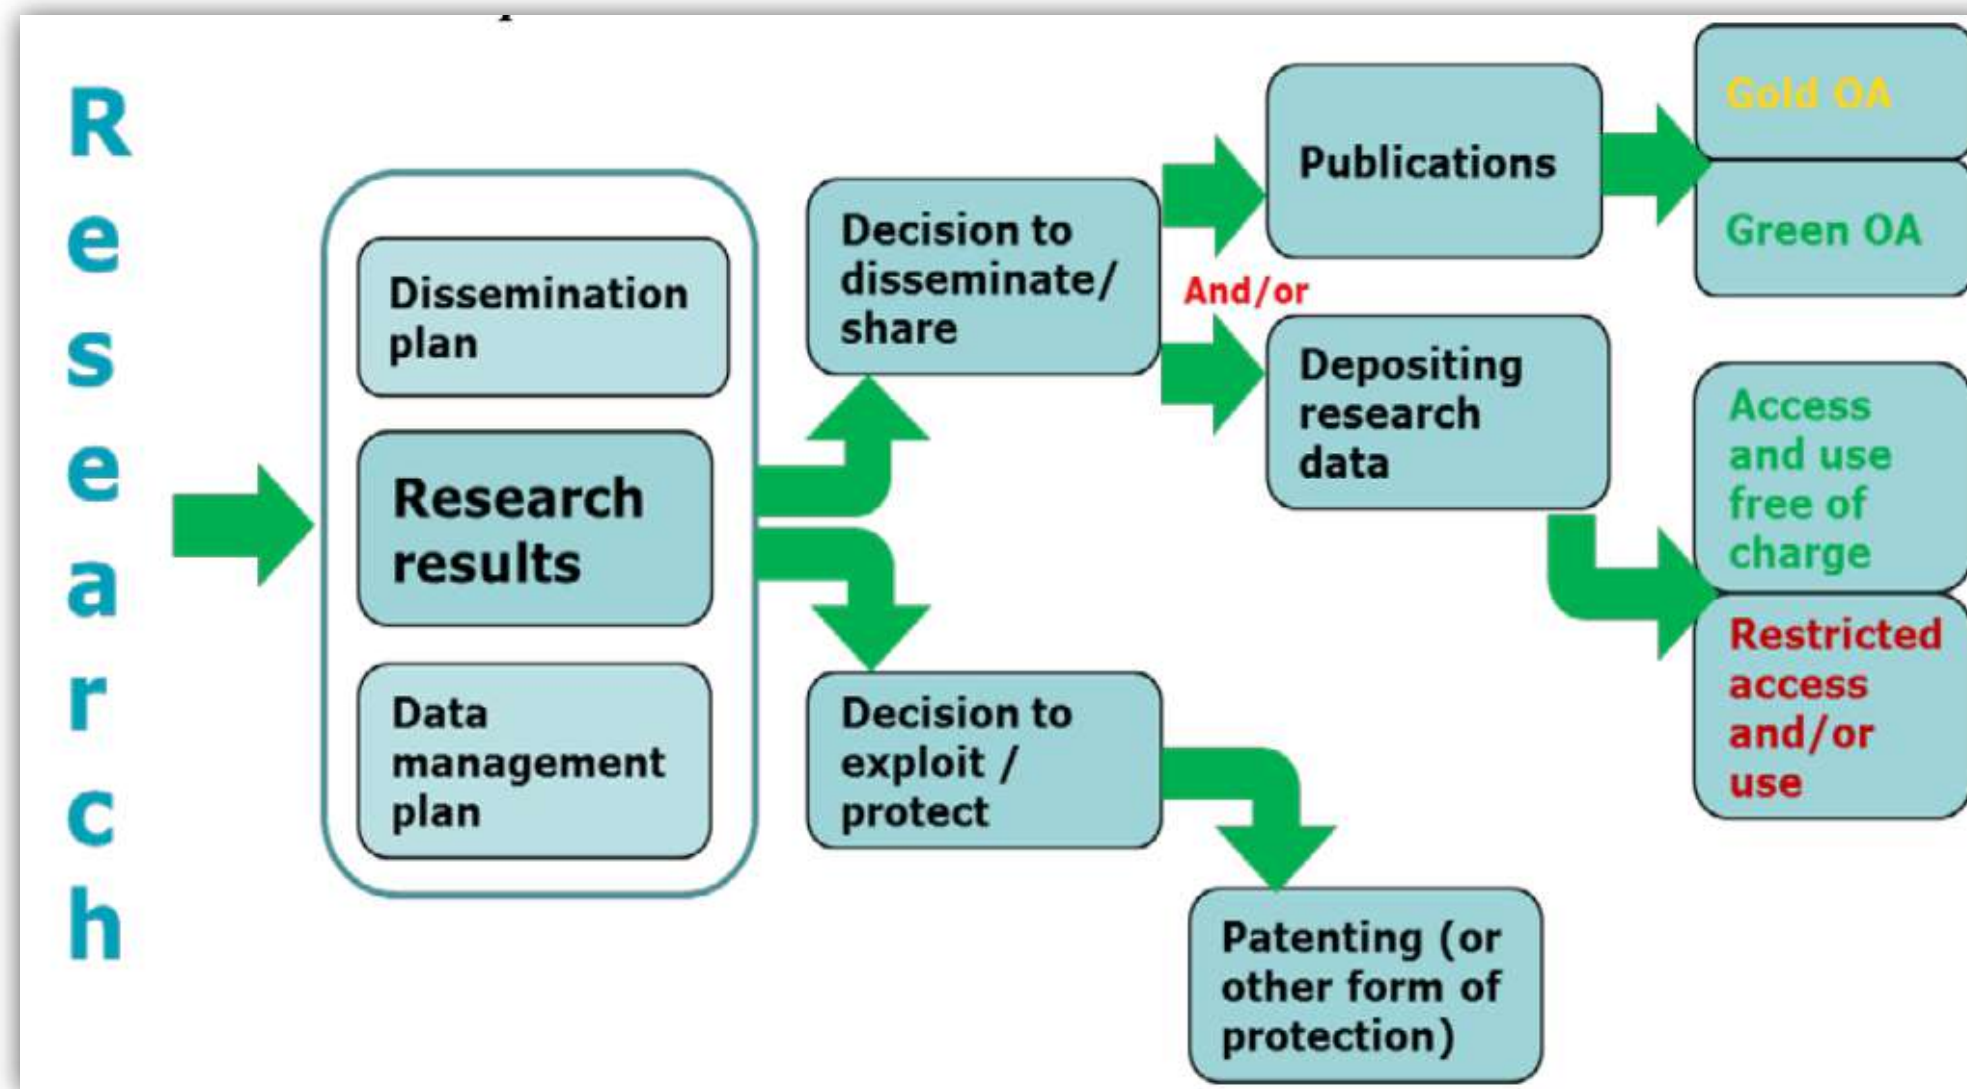 Research
Dissemination
plan
Research
results
Data
management
plan
Decision to
disseminate/
share
Decision to
exploit /
protect
And/or
Publications
Depositing
research
data
Patenting (or
other form of
protection)
Gold OA
Green OA
Access
and use
free of
charge
Restricted
access
and/or
use